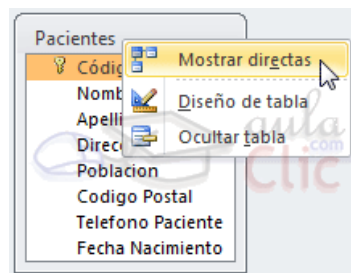 Pacientes
Códig
Nomb
Apelli
Direc
Poblacion
Codigo Postal
Telefono Paciente
Fecha Nacimiento
Mostrar directas
Diseño de tabla
Ocultar tabla
aula
Clic
.com